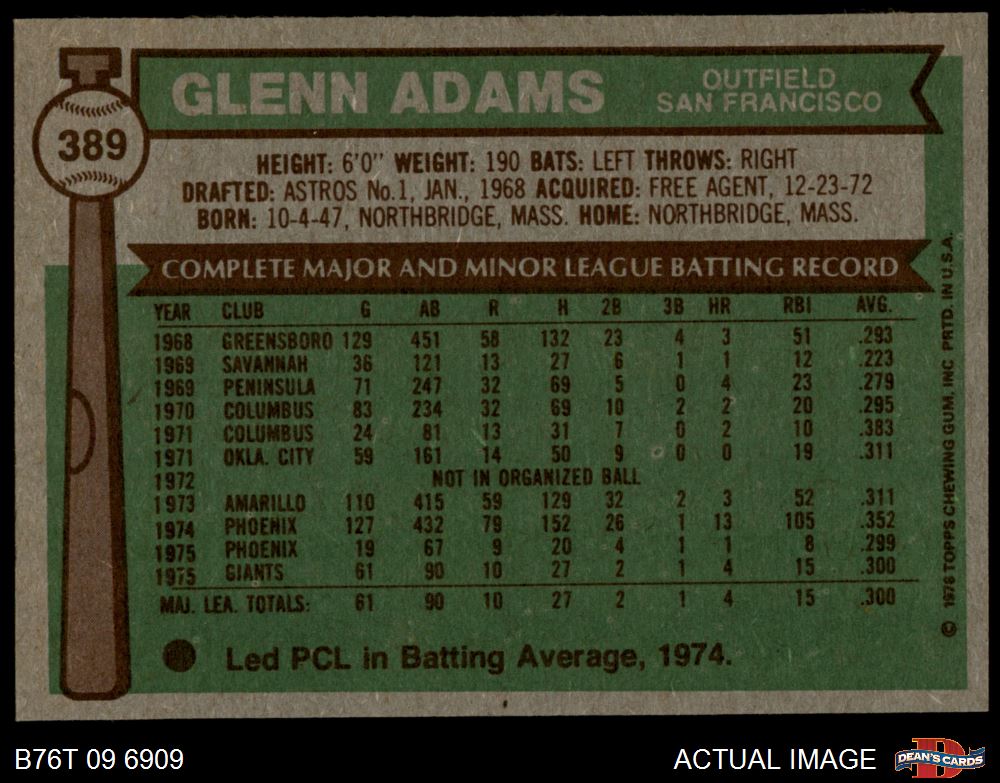 389
GLENN ADAMS
OUTFIELD
SAN FRANCISCO
HEIGHT: 6'0" WEIGHT: 190 BATS: LEFT THROWS: RIGHT
DRAFTED: ASTROS No.1, JAN., 1968 ACQUIRED: FREE AGENT, 12-23-72
BORN: 10-4-47, NORTHBRIDGE, MASS. HOME: NORTHBRIDGE, MASS.
COMPLETE MAJOR AND MINOR LEAGUE BATTING RECORD
YEAR CLUB G AB R H 2B 3B HR RBI AVG.
1968 GREENSBORO 129 451 58 132 23 4 3 51 .293
1969 SAVANNAH 36 121 13 27 6 1 1 12 .223
1969 PENINSULA 71 247 32 69 5 0 4 23 .279
1970 COLUMBUS 83 234 32 69 10 2 2 20 .295
1971 COLUMBUS 24 81 13 31 7 0 2 10 .383
1971 OKLA. CITY 59 161 14 50 9 0 0 19 .311
1972 NOT IN ORGANIZED BALL
1973 AMARILLO 110 415 59 129 32 2 3 52 .311
1974 PHOENIX 127 432 79 152 26 1 13 105 .352
1975 PHOENIX 19 67 9 20 4 1 1 8 .299
1975 GIANTS 61 90 10 27 2 1 4 15 .300
MAJ. LEA. TOTALS: 61 90 10 27 2 1 4 15 .300
Led PCL in Batting Average, 1974.
© 1976 TOPPS CHEWING GUM, INC PRTD. IN U.S.A.
B76T 09 6909
ACTUAL IMAGE
DEAN'S CARDS